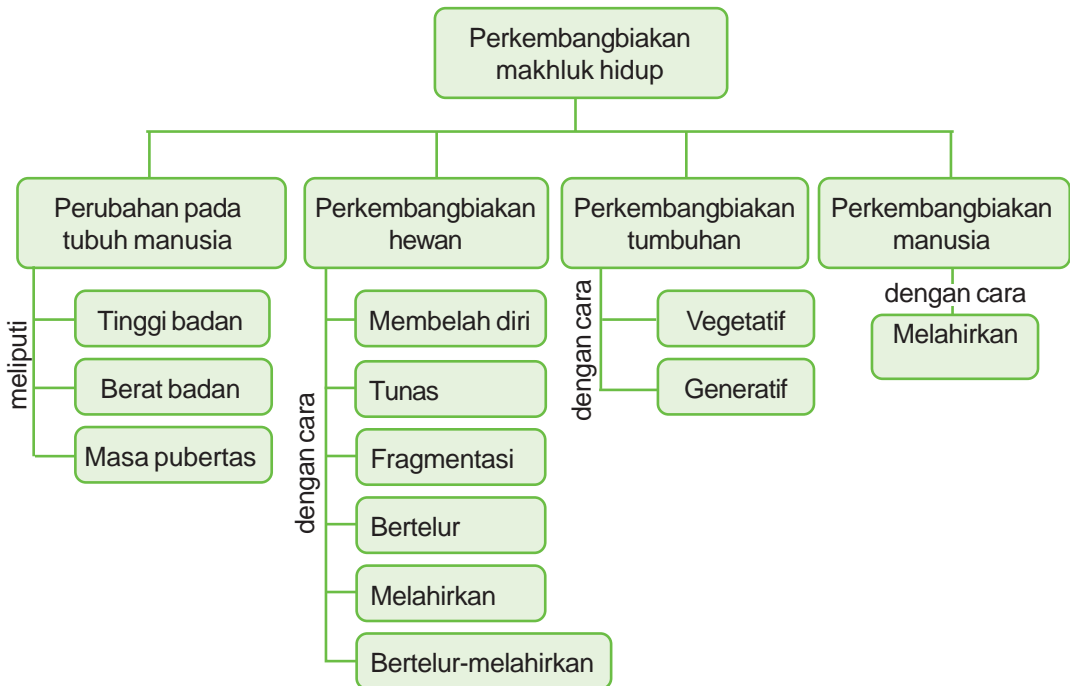 Perkembangbiakan
makhluk hidup
Perubahan pada
tubuh manusia
meliputi
Tinggi badan
Berat badan
Masa pubertas
Perkembangbiakan
hewan
dengan cara
Membelah diri
Tunas
Fragmentasi
Bertelur
Melahirkan
Bertelur-melahirkan
Perkembangbiakan
tumbuhan
dengan cara
Vegetatif
Generatif
Perkembangbiakan
manusia
dengan cara
Melahirkan